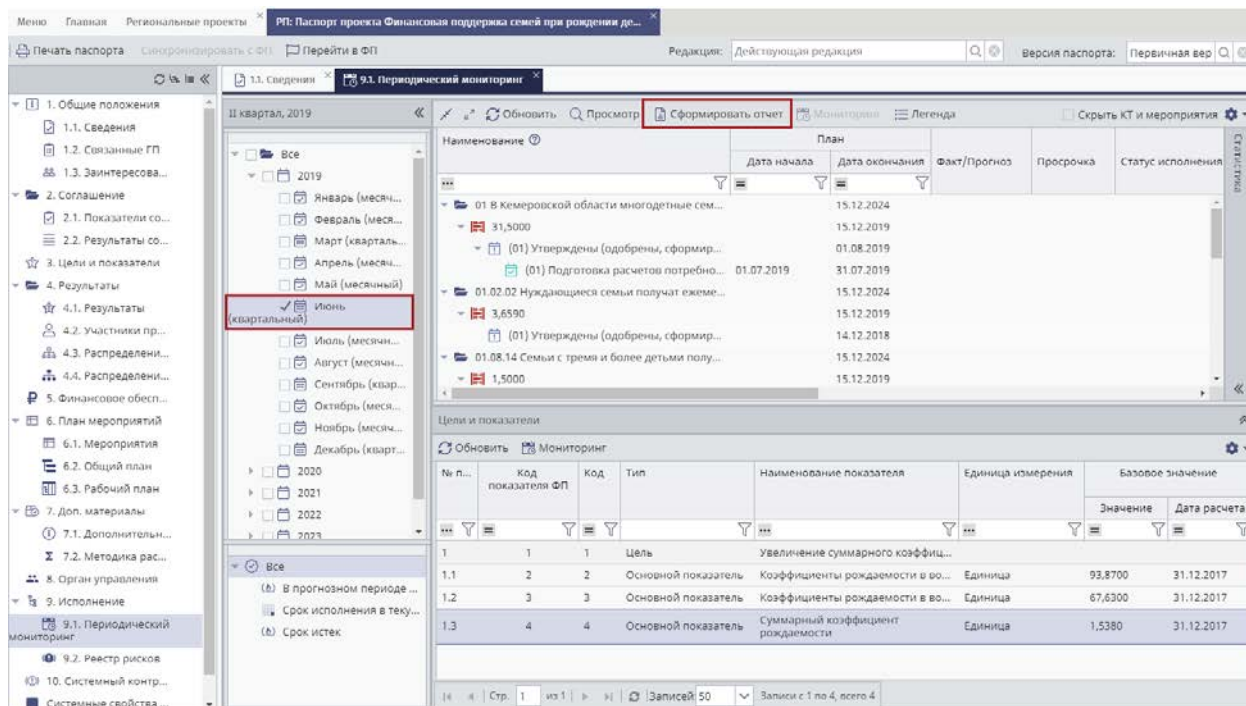 Меню Главная Региональные проекты × РП: Паспорт проекта Финансовая поддержка семей при рождении де... ×
Печать паспорта Синхронизировать с ФП Перейти в ФП Редакция: Действующая редакция Версия паспорта: Первичная вер
1.1. Сведения × 9.1. Периодический мониторинг ×
1. Общие положения
1.1. Сведения
1.2. Связанные ГП
1.3. Заинтересова...
2. Соглашение
2.1. Показатели со...
2.2. Результаты со...
3. Цели и показатели
4. Результаты
4.1. Результаты
4.2. Участники пр...
4.3. Распределени...
4.4. Распределени...
5. Финансовое обесп...
6. План мероприятий
6.1. Мероприятия
6.2. Общий план
6.3. Рабочий план
7. Доп. материалы
7.1. Дополнительн...
7.2. Методика рас...
8. Орган управления
9. Исполнение
9.1. Периодический
мониторинг
9.2. Реестр рисков
10. Системный контр...
Системные свойства ...
II квартал, 2019
Все
2019
Январь (месяч...
Февраль (меся...
Март (кварталь...
Апрель (месяч...
Май (месячный)
Июнь
(квартальный)
Июль (месячн...
Август (месячн...
Сентябрь (квар...
Октябрь (меся...
Ноябрь (месяч...
Декабрь (кварт...
2020
2021
2022
2023
Все
В прогнозном периоде ...
Срок исполнения в теку...
Срок истек
Обновить Просмотр Сформировать отчет Мониторинг Легенда Скрыть КТ и мероприятия
Статистика
Наименование План
Дата начала Дата окончания Факт/Прогноз Просрочка Статус исполнения
01 В Кемеровской области многодетные сем... 15.12.2024
31,5000 15.12.2019
(01) Утверждены (одобрены, сформир... 01.08.2019
(01) Подготовка расчетов потребно... 01.07.2019 31.07.2019
01.02.02 Нуждающиеся семьи получат ежеме... 15.12.2024
3,6590 15.12.2019
(01) Утверждены (одобрены, сформир... 14.12.2018
01.08.14 Семьи с тремя и более детьми полу... 15.12.2024
1,5000 15.12.2019
Цели и показатели
Обновить Мониторинг
№ п... Код Код Тип Наименование показателя Единица измерения Базовое значение
показателя ФП
Значение Дата расчета
1 1 1 Цель Увеличение суммарного коэффиц...
1.1 2 2 Основной показатель Коэффициенты рождаемости в во... Единица 93,8700 31.12.2017
1.2 3 3 Основной показатель Коэффициенты рождаемости в во... Единица 67,6300 31.12.2017
1.3 4 4 Основной показатель Суммарный коэффициент
рождаемости Единица 1,5380 31.12.2017
Стр. 1 из 1 Записей 50 Записи с 1 по 4, всего 4